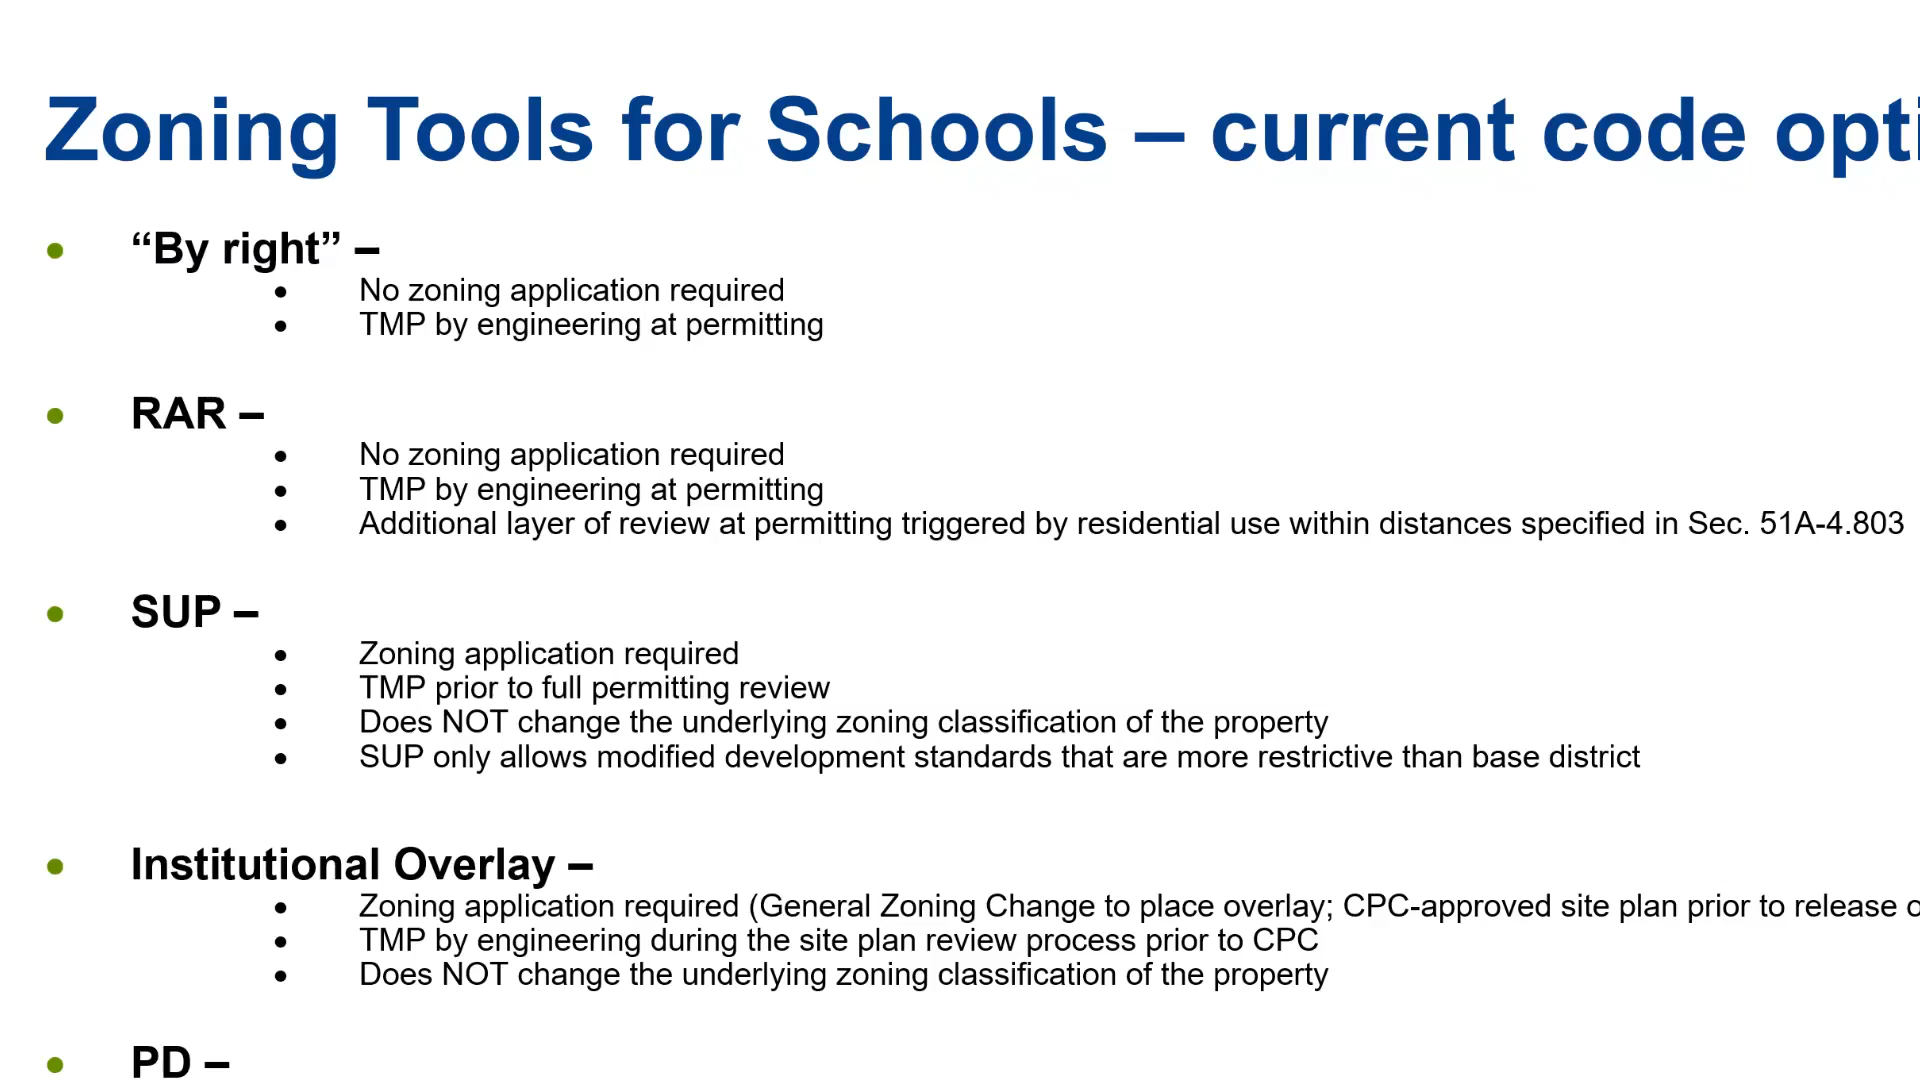 Zoning Tools for Schools – current code opti
• “By right” –
• No zoning application required
• TMP by engineering at permitting
• RAR –
• No zoning application required
• TMP by engineering at permitting
• Additional layer of review at permitting triggered by residential use within distances specified in Sec. 51A-4.803
• SUP –
• Zoning application required
• TMP prior to full permitting review
• Does NOT change the underlying zoning classification of the property
• SUP only allows modified development standards that are more restrictive than base district
• Institutional Overlay –
• Zoning application required (General Zoning Change to place overlay; CPC-approved site plan prior to release o
• TMP by engineering during the site plan review process prior to CPC
• Does NOT change the underlying zoning classification of the property
• PD –